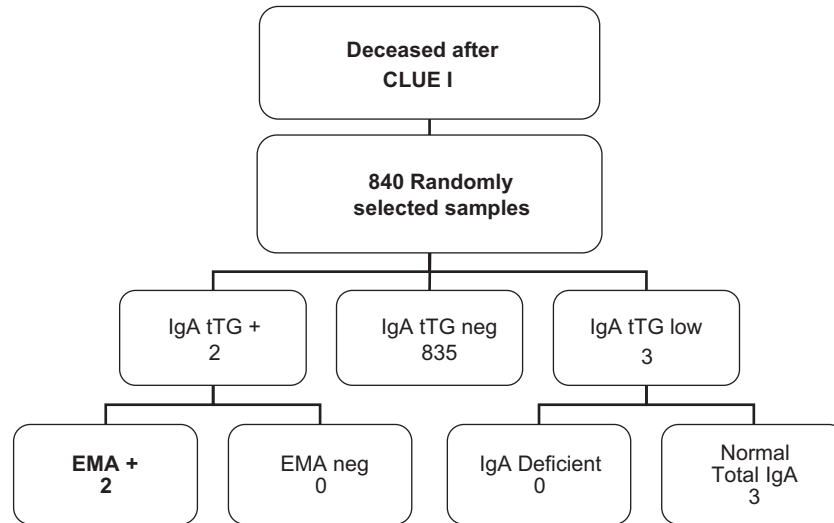 Deceased after
CLUE I
840 Randomly
selected samples
IgA tTG +
2
IgA tTG neg
835
IgA tTG low
3
EMA +
2
EMA neg
0
IgA Deficient
0
Normal
Total IgA
3